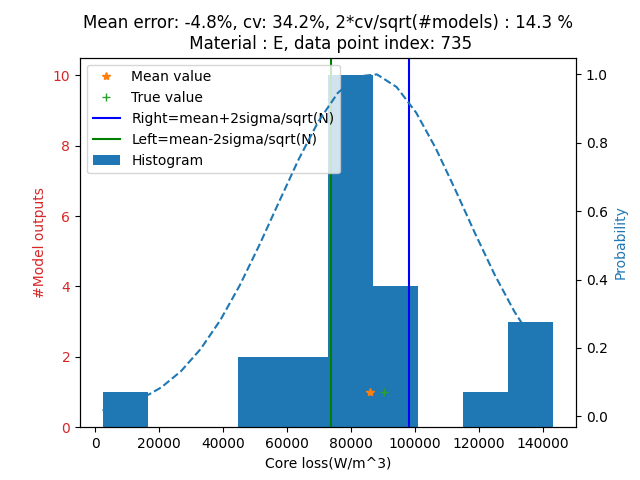 Mean error: -4.8%, cv: 34.2%, 2*cv/sqrt(#models) : 14.3 %
Material : E, data point index: 735
Mean value
True value
Right=mean+2sigma/sqrt(N)
Left=mean-2sigma/sqrt(N)
Histogram
10
8
6
4
2
0
#Model outputs
1.0
0.8
0.6
0.4
0.2
0.0
Probability
0 20000 40000 60000 80000 100000 120000 140000
Core loss(W/m^3)